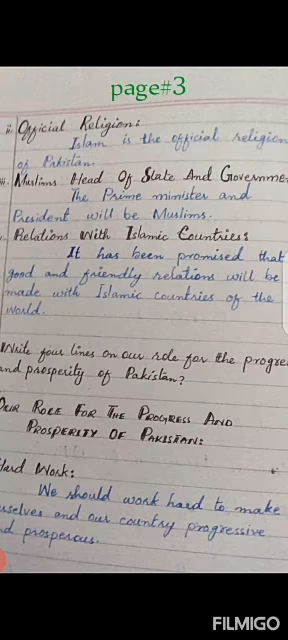 page#3
ii. Official Religion:
Islam is the official religion
of Pakistan.
iii. Muslims Head Of State And Governme
The Prime minister and
President will be Muslims.
Relations With Islamic Countries:
It has been promised that
good and friendly relations will be
made with Islamic countries of the
world.
Write four lines on our role for the progre
and prosperity of Pakistan?
Our Role For The Progress And
Prosperity Of Pakistan:
Hard Work:
We should work hard to make
urselves and our country progressive
nd prosperous.
FILMIGO